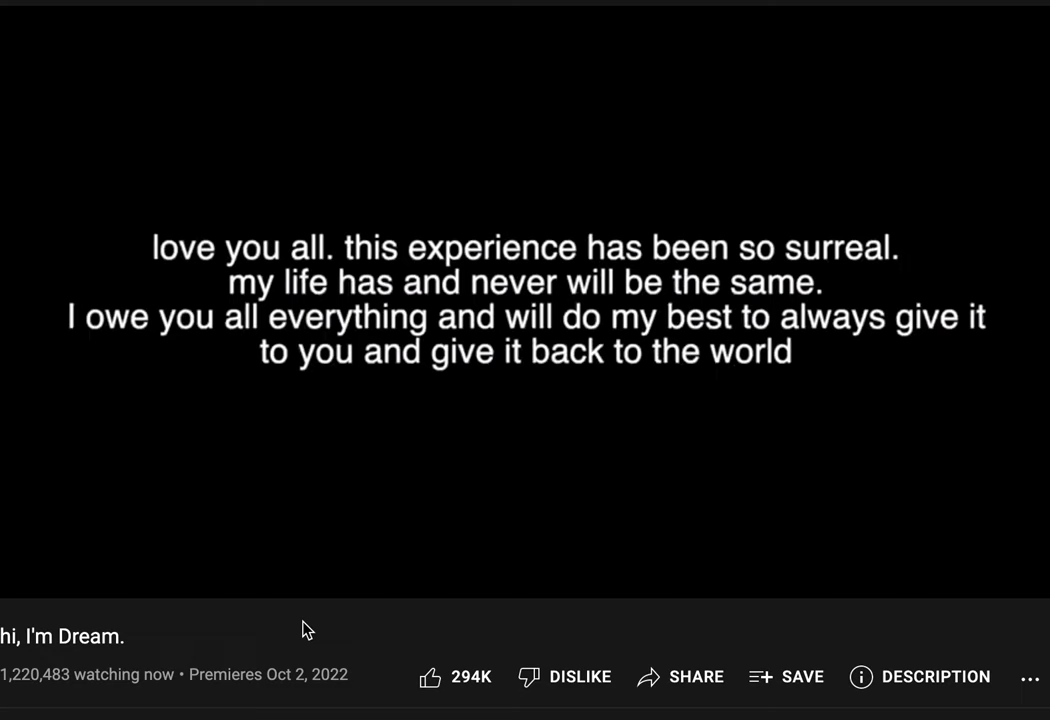 love you all. this experience has been so surreal.
my life has and never will be the same.
I owe you all everything and will do my best to always give it
to you and give it back to the world
hi, I'm Dream.
1,220,483 watching now • Premieres Oct 2, 2022
294K DISLIKE SHARE SAVE DESCRIPTION ...